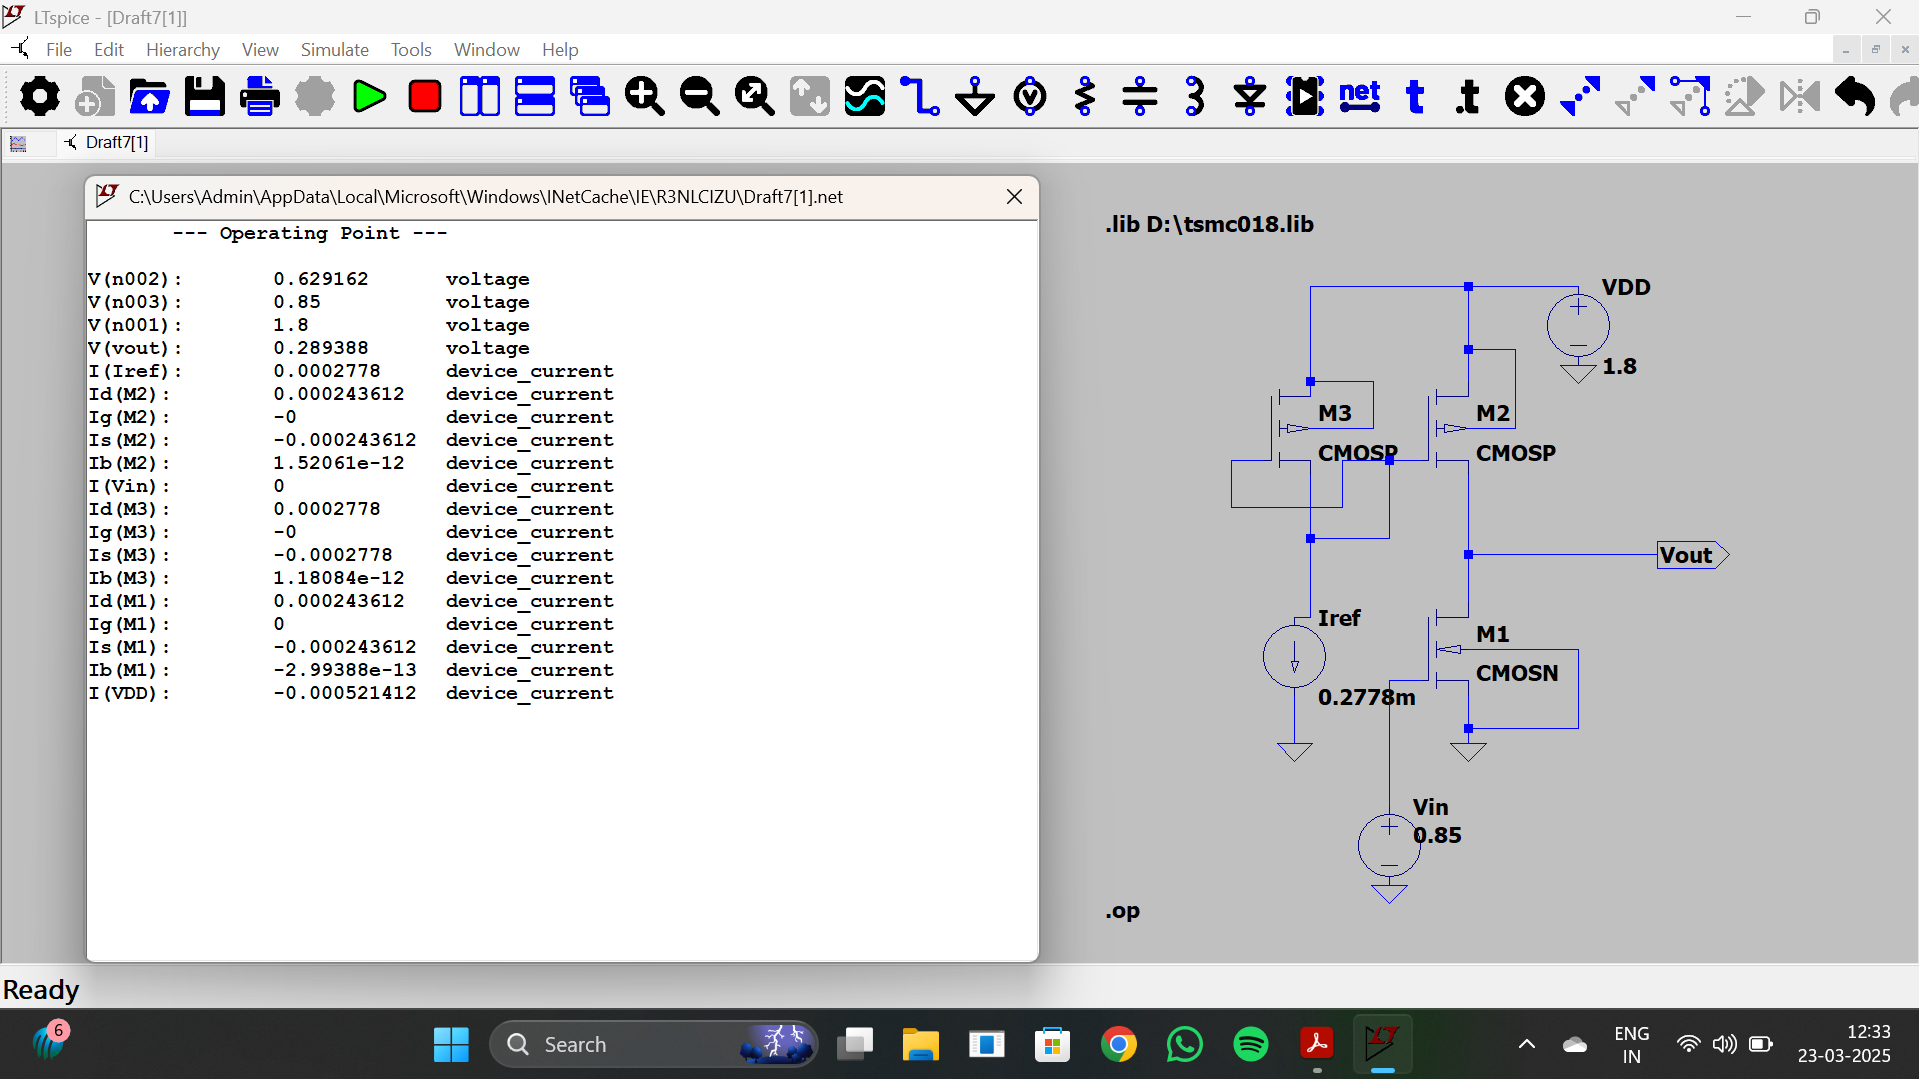 LTspice - [Draft7[1]]
File Edit Hierarchy View Simulate Tools Window Help
net t .t
Draft7[1]
C:\Users\Admin\AppData\Local\Microsoft\Windows\INetCache\IE\R3NLCIZU\Draft7[1].net
--- Operating Point ---
V(n002): 0.629162 voltage
V(n003): 0.85 voltage
V(n001): 1.8 voltage
V(vout): 0.289388 voltage
I(Iref): 0.0002778 device_current
Id(M2): 0.000243612 device_current
Ig(M2): -0 device_current
Is(M2): -0.000243612 device_current
Ib(M2): 1.52061e-12 device_current
I(Vin): 0 device_current
Id(M3): 0.0002778 device_current
Ig(M3): -0 device_current
Is(M3): -0.0002778 device_current
Ib(M3): 1.18084e-12 device_current
Id(M1): 0.000243612 device_current
Ig(M1): 0 device_current
Is(M1): -0.000243612 device_current
Ib(M1): -2.99388e-13 device_current
I(VDD): -0.000521412 device_current
.lib D:\tsmc018.lib
VDD
1.8
M3
CMOSP
M2
CMOSP
Vout
Iref
0.2778m
M1
CMOSN
Vin
0.85
.op
Ready
6
Search
ENG
IN
12:33
23-03-2025